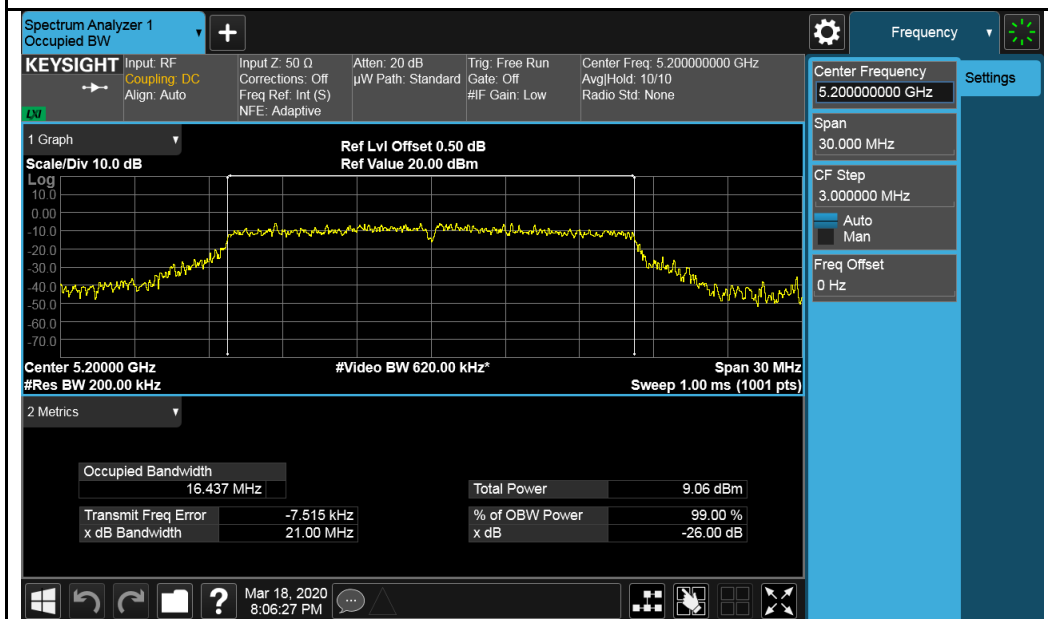 Spectrum Analyzer 1
Occupied BW
Frequency
KEYSIGHT
Input: RF
Coupling: DC
Align: Auto
LXI
Input Z: 50 Ω
Corrections: Off
Freq Ref: Int (S)
NFE: Adaptive
Atten: 20 dB
µW Path: Standard
Trig: Free Run
Gate: Off
#IF Gain: Low
Center Freq: 5.200000000 GHz
Avg|Hold: 10/10
Radio Std: None
Center Frequency
5.200000000 GHz
Settings
Span
30.000 MHz
CF Step
3.000000 MHz
Auto
Man
Freq Offset
0 Hz
1 Graph
Scale/Div 10.0 dB
Ref Lvl Offset 0.50 dB
Ref Value 20.00 dBm
Log
10.0
0.00
-10.0
-20.0
-30.0
-40.0
-50.0
-60.0
-70.0
Center 5.20000 GHz
#Video BW 620.00 kHz*
Span 30 MHz
#Res BW 200.00 kHz
Sweep 1.00 ms (1001 pts)
2 Metrics
Occupied Bandwidth
16.437 MHz
Total Power 9.06 dBm
Transmit Freq Error -7.515 kHz
% of OBW Power 99.00 %
x dB Bandwidth 21.00 MHz
x dB -26.00 dB
?
Mar 18, 2020
8:06:27 PM